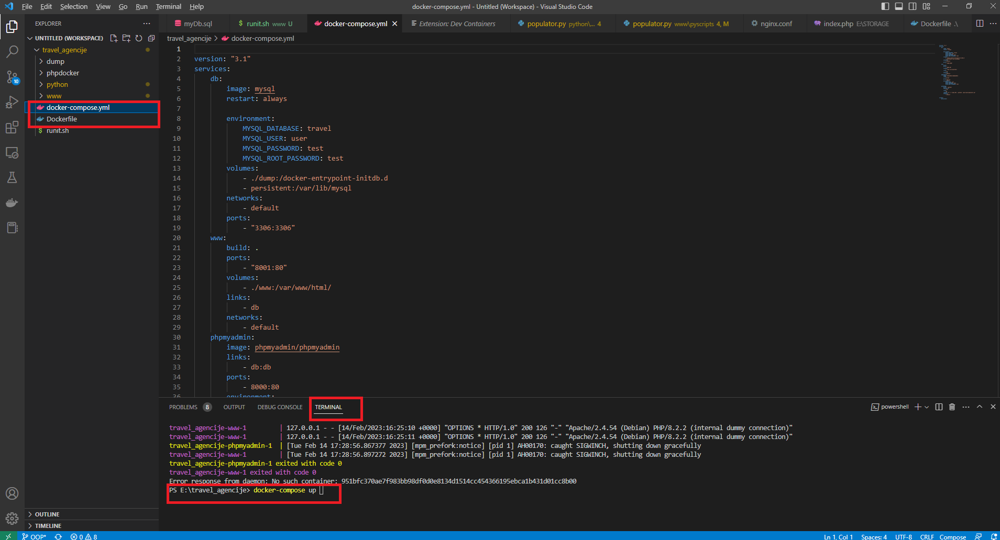 File Edit Selection View Go Run Terminal Help
docker-compose.yml - Untitled (Workspace) - Visual Studio Code
EXPLORER
UNTITLED (WORKSPACE)
travel_agencije
dump
phpdocker
python
www
docker-compose.yml
Dockerfile
$ runit.sh
10
OUTLINE
TIMELINE
myDb.sql
$ runit.sh www U
docker-compose.yml
Extension: Dev Containers
populator.py python\... 4
populator.py www\pyscripts 4, M
nginx.conf
index.php E:\STORAGE
Dockerfile .\
travel_agencije > docker-compose.yml
1
2 version: "3.1"
3 services:
4 db:
5 image: mysql
6 restart: always
7
8 environment:
9 MYSQL_DATABASE: travel
10 MYSQL_USER: user
11 MYSQL_PASSWORD: test
12 MYSQL_ROOT_PASSWORD: test
13 volumes:
14 - ./dump:/docker-entrypoint-initdb.d
15 - persistent:/var/lib/mysql
16 networks:
17 - default
18 ports:
19 - "3306:3306"
20 www:
21 build: .
22 ports:
23 - "8001:80"
24 volumes:
25 - ./www:/var/www/html/
26 links:
27 - db
28 networks:
29 - default
30 phpmyadmin:
31 image: phpmyadmin/phpmyadmin
32 links:
33 - db:db
34 ports:
35 - 8000:80
36 environment:
PROBLEMS 8 OUTPUT DEBUG CONSOLE TERMINAL
powershell
travel_agencije-www-1 | 127.0.0.1 - - [14/Feb/2023:16:25:10 +0000] "OPTIONS * HTTP/1.0" 200 126 "-" "Apache/2.4.54 (Debian) PHP/8.2.2 (internal dummy connection)"
travel_agencije-www-1 | 127.0.0.1 - - [14/Feb/2023:16:25:11 +0000] "OPTIONS * HTTP/1.0" 200 126 "-" "Apache/2.4.54 (Debian) PHP/8.2.2 (internal dummy connection)"
travel_agencije-phpmyadmin-1 | [Tue Feb 14 17:28:56.867377 2023] [mpm_prefork:notice] [pid 1] AH00170: caught SIGWINCH, shutting down gracefully
travel_agencije-www-1 | [Tue Feb 14 17:28:56.897272 2023] [mpm_prefork:notice] [pid 1] AH00170: caught SIGWINCH, shutting down gracefully
travel_agencije-phpmyadmin-1 exited with code 0
travel_agencije-www-1 exited with code 0
Error response from daemon: No such container: 951bfc370ae7f983bb98df0d0e8134d1514cc454366195ebca1b431d01cc8b00
PS E:\travel_agencije> docker-compose up
OOP* 0 8
Ln 1, Col 1 Spaces: 4 UTF-8 CRLF Compose